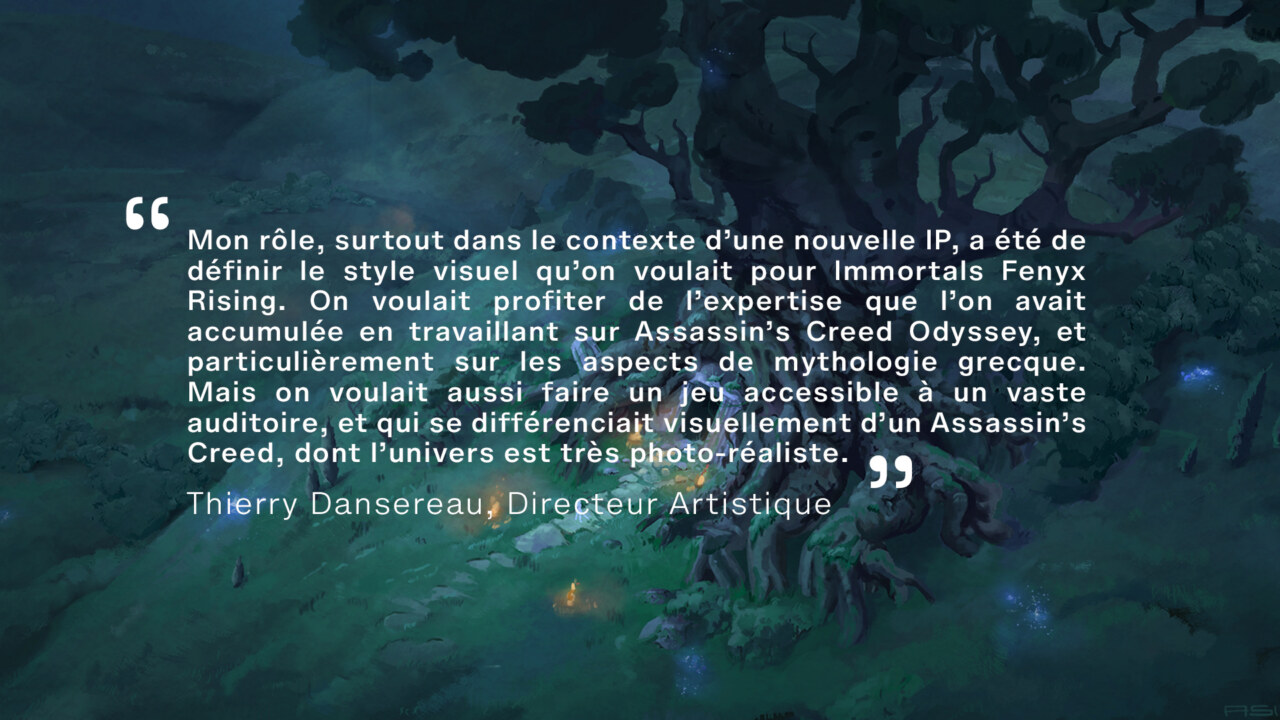 “
Mon rôle, surtout dans le contexte d’une nouvelle IP, a été de
définir le style visuel qu’on voulait pour Immortals Fenyx
Rising. On voulait profiter de l’expertise que l’on avait
accumulée en travaillant sur Assassin’s Creed Odyssey, et
particulièrement sur les aspects de mythologie grecque.
Mais on voulait aussi faire un jeu accessible à un vaste
auditoire, et qui se différenciait visuellement d’un Assassin’s
Creed, dont l’univers est très photo-réaliste.
”
Thierry Dansereau, Directeur Artistique